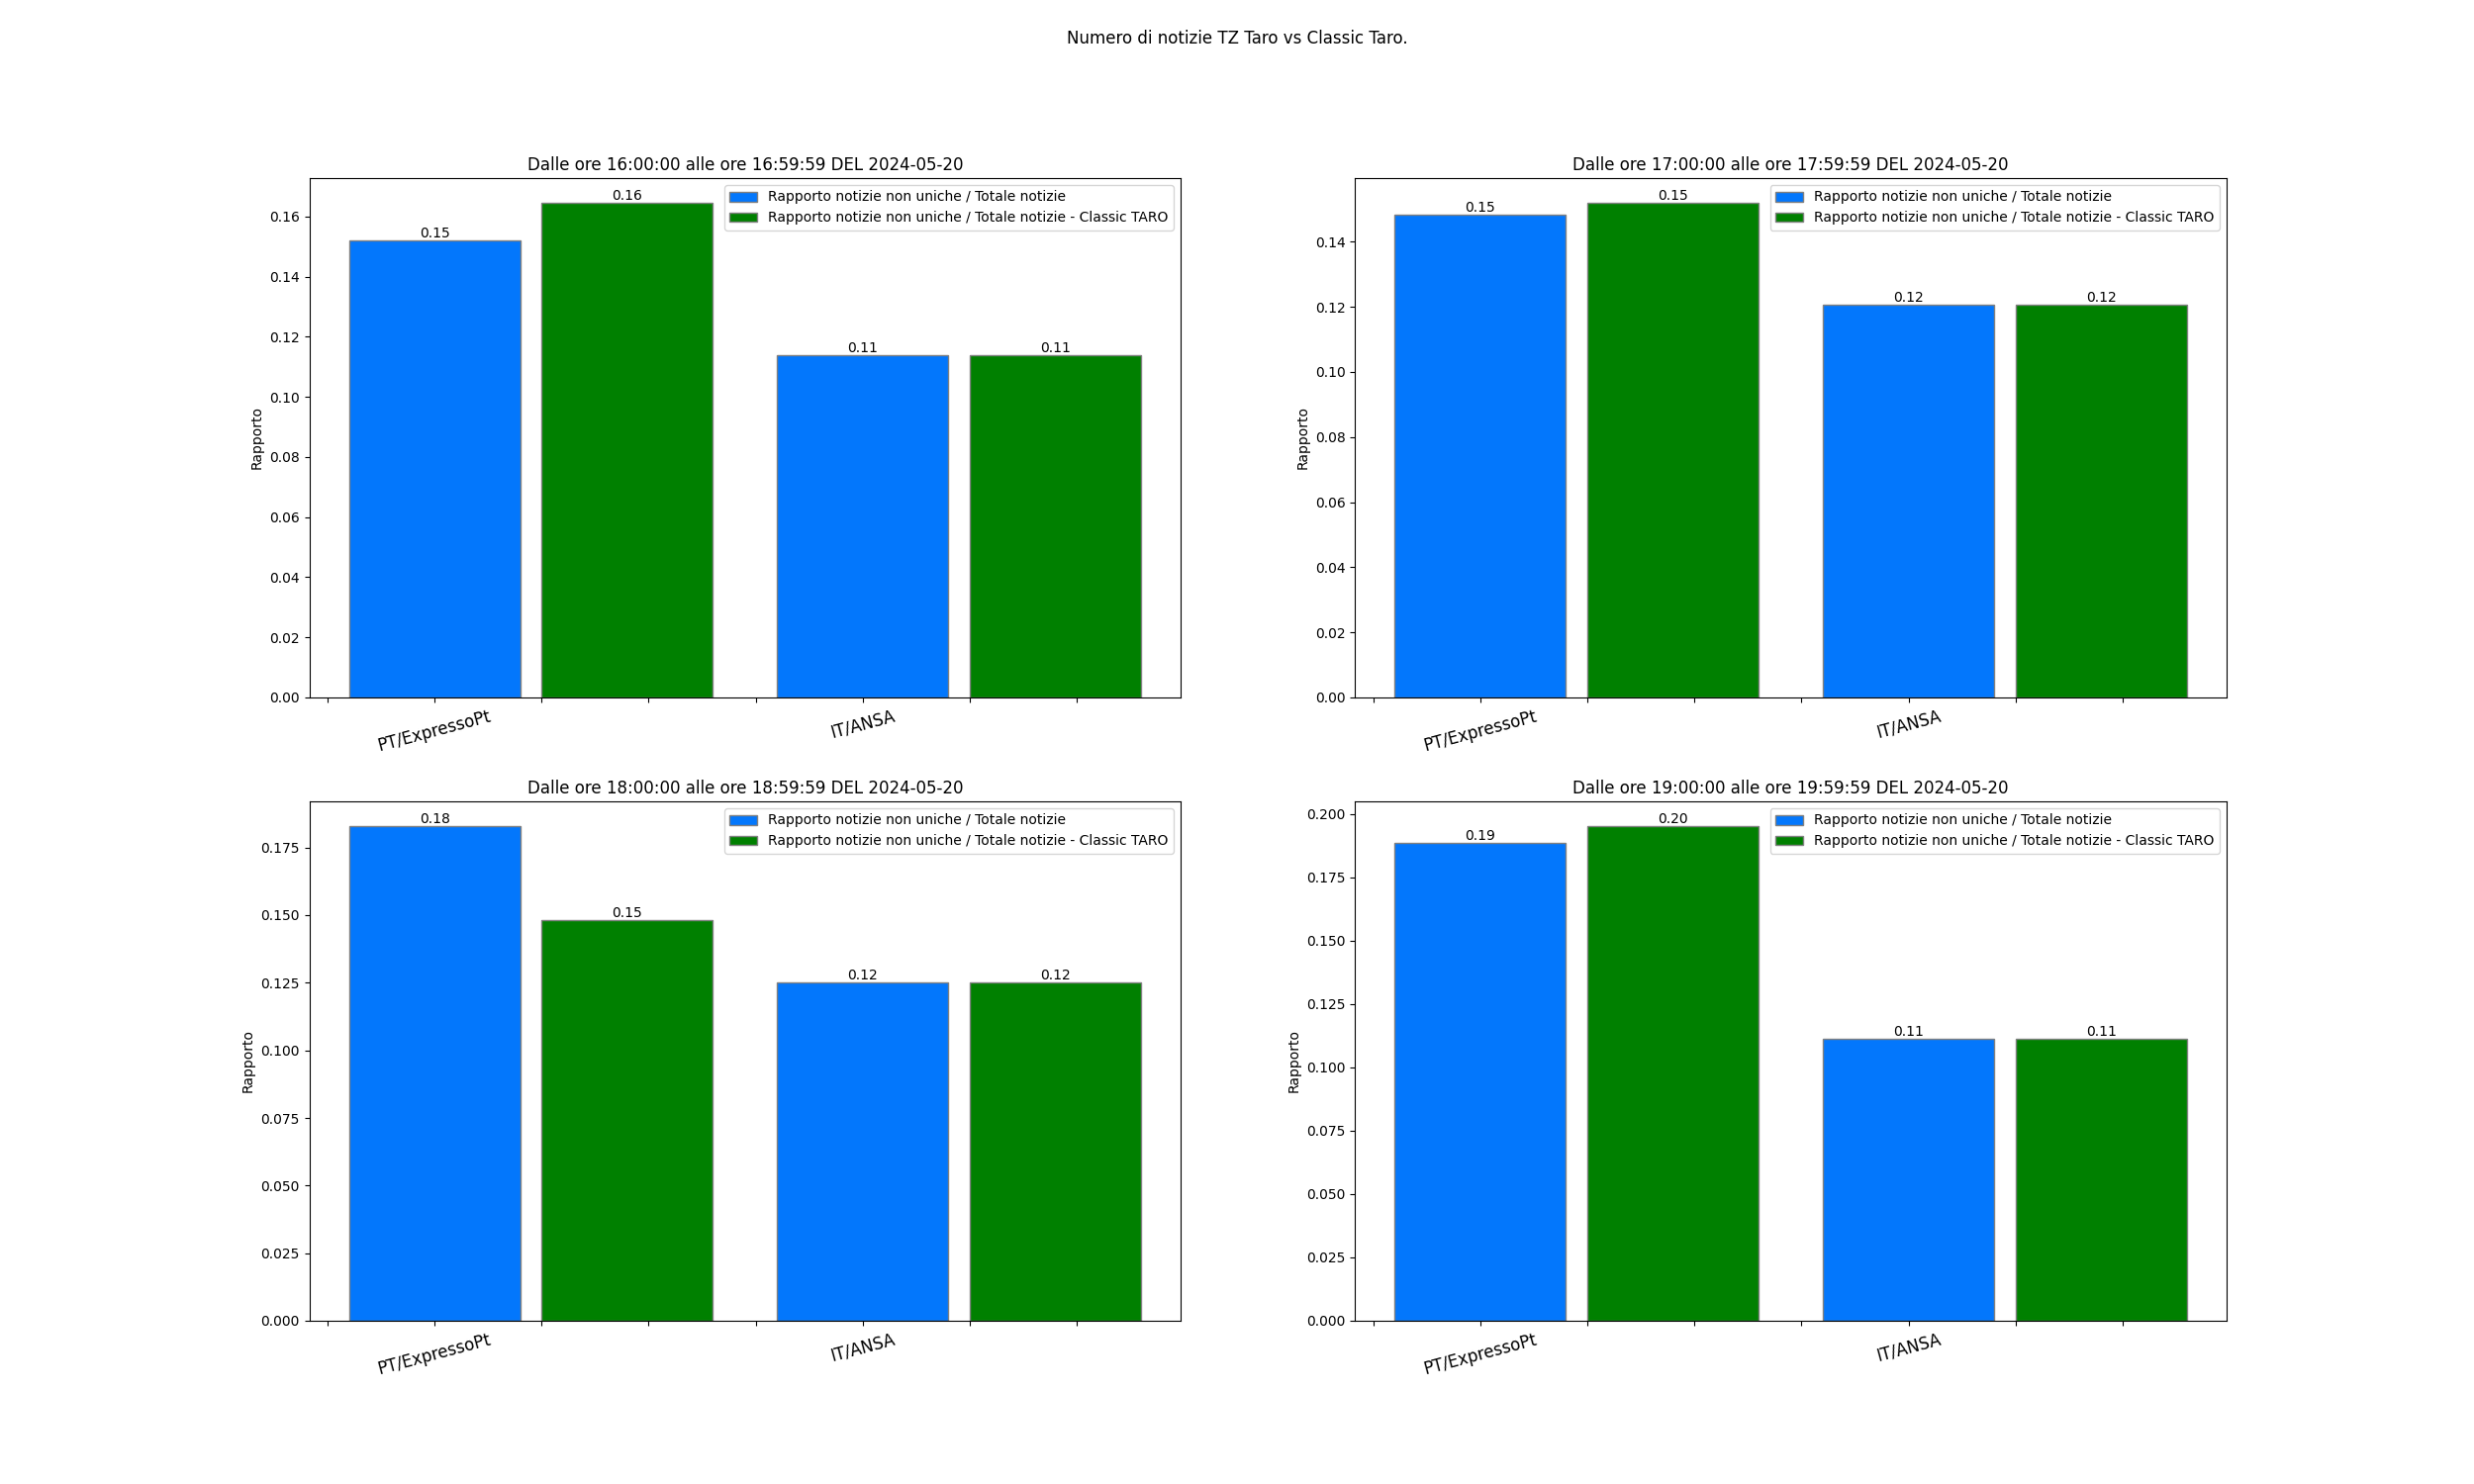 Numero di notizie TZ Taro vs Classic Taro.
Dalle ore 16:00:00 alle ore 16:59:59 DEL 2024-05-20
Rapporto notizie non uniche / Totale notizie
Rapporto notizie non uniche / Totale notizie - Classic TARO
0.15
0.16
0.11
0.11
0.16
0.14
0.12
0.10
0.08
0.06
0.04
0.02
0.00
Rapporto
PT/ExpressoPt
IT/ANSA
Dalle ore 17:00:00 alle ore 17:59:59 DEL 2024-05-20
Rapporto notizie non uniche / Totale notizie
Rapporto notizie non uniche / Totale notizie - Classic TARO
0.15
0.15
0.12
0.12
0.14
0.12
0.10
0.08
0.06
0.04
0.02
0.00
Rapporto
PT/ExpressoPt
IT/ANSA
Dalle ore 18:00:00 alle ore 18:59:59 DEL 2024-05-20
Rapporto notizie non uniche / Totale notizie
Rapporto notizie non uniche / Totale notizie - Classic TARO
0.18
0.15
0.12
0.12
0.175
0.150
0.125
0.100
0.075
0.050
0.025
0.000
Rapporto
PT/ExpressoPt
IT/ANSA
Dalle ore 19:00:00 alle ore 19:59:59 DEL 2024-05-20
Rapporto notizie non uniche / Totale notizie
Rapporto notizie non uniche / Totale notizie - Classic TARO
0.19
0.20
0.11
0.11
0.200
0.175
0.150
0.125
0.100
0.075
0.050
0.025
0.000
Rapporto
PT/ExpressoPt
IT/ANSA